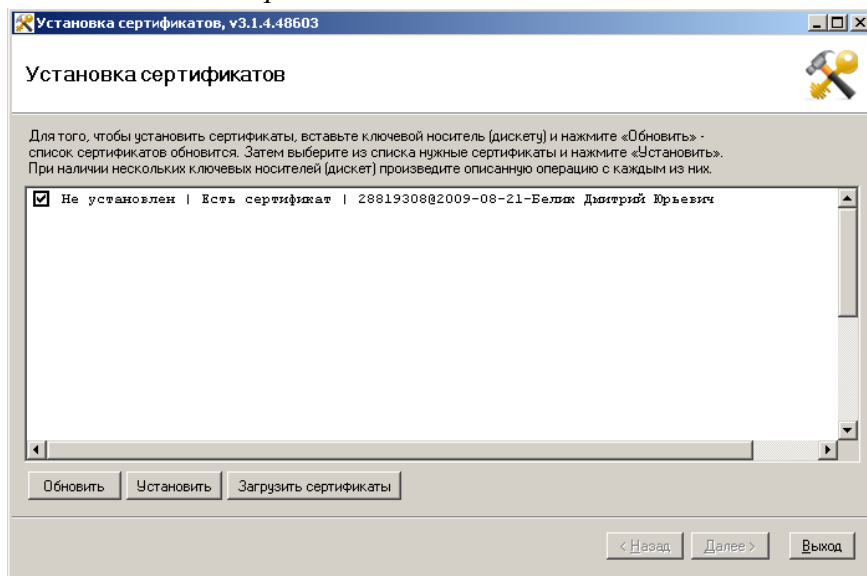 Установка сертификатов, v3.1.4.48603
Установка сертификатов
Для того, чтобы установить сертификаты, вставьте ключевой носитель (дискету) и нажмите «Обновить» -
список сертификатов обновится. Затем выберите из списка нужные сертификаты и нажмите «Установить».
При наличии нескольких ключевых носителей (дискет) произведите описанную операцию с каждым из них.
Не установлен | Есть сертификат | 28819308@2009-08-21-Белик Дмитрий Юрьевич
Обновить Установить Загрузить сертификаты
< Назад Далее > Выход